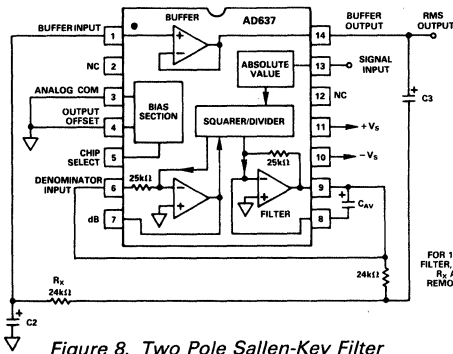 BUFFER
AD637
BUFFER INPUT
1
14
BUFFER
OUTPUT
RMS
OUTPUT
NC
2
ABSOLUTE
VALUE
13
SIGNAL
INPUT
ANALOG COM
3
12
NC
C3
OUTPUT
OFFSET
4
BIAS
SECTION
SQUARER/DIVIDER
11
+VS
CHIP
SELECT
5
25kΩ
10
−VS
DENOMINATOR
INPUT
6
25kΩ
9
CAV
dB
7
FILTER
8
24kΩ
FOR 1
FILTER,
RX A
REMO
RX
24kΩ
C2
Figure 8. Two Pole Sallen-Key Filter